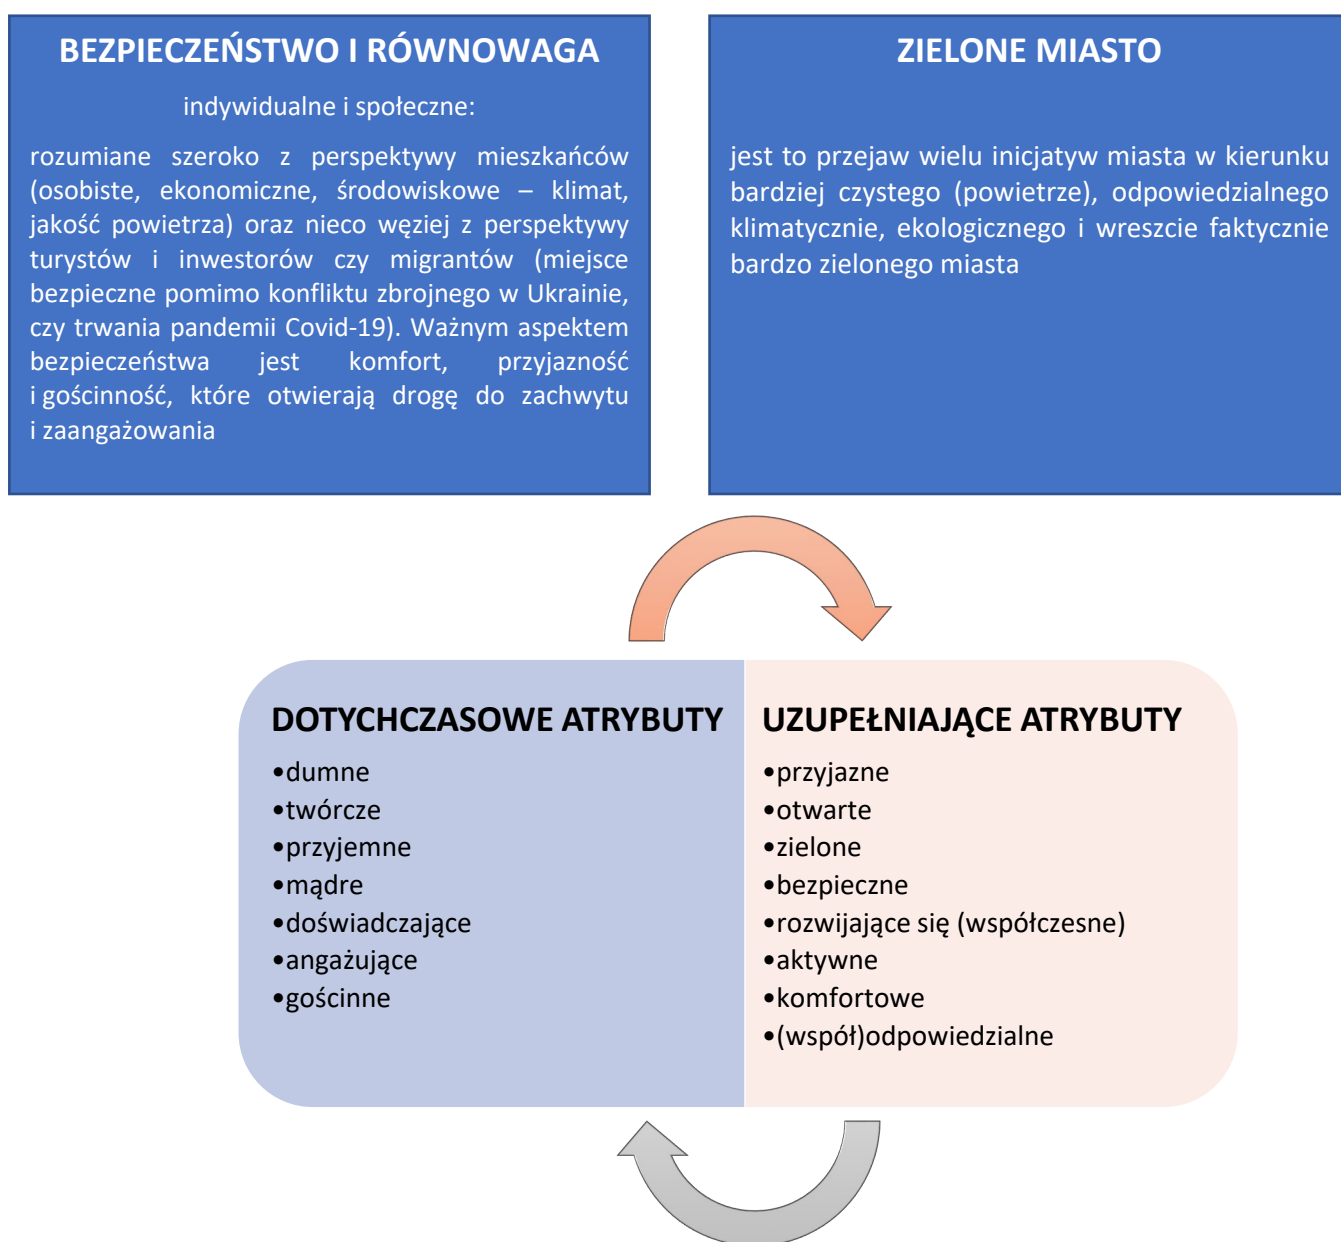 BEZPIECZEŃSTWO I RÓWNOWAGA
indywidualne i społeczne:
rozumiane szeroko z perspektywy mieszkańców
(osobiste, ekonomiczne, środowiskowe – klimat,
jakość powietrza) oraz nieco węziej z perspektywy
turystów i inwestorów czy migrantów (miejsce
bezpieczne pomimo konfliktu zbrojnego w Ukrainie,
czy trwania pandemii Covid-19). Ważnym aspektem
bezpieczeństwa jest komfort, przyjazność
i gościnność, które otwierają drogę do zachwytu
i zaangażowania
ZIELONE MIASTO
jest to przejaw wielu inicjatyw miasta w kierunku
bardziej czystego (powietrze), odpowiedzialnego
klimatycznie, ekologicznego i wreszcie faktycznie
bardzo zielonego miasta
DOTYCHCZASOWE ATRYBUTY
•dumne
•twórcze
•przyjemne
•mądre
•doświadczające
•angażujące
•gościnne
UZUPEŁNIAJĄCE ATRYBUTY
•przyjazne
•otwarte
•zielone
•bezpieczne
•rozwijające się (współczesne)
•aktywne
•komfortowe
•(współ)odpowiedzialne